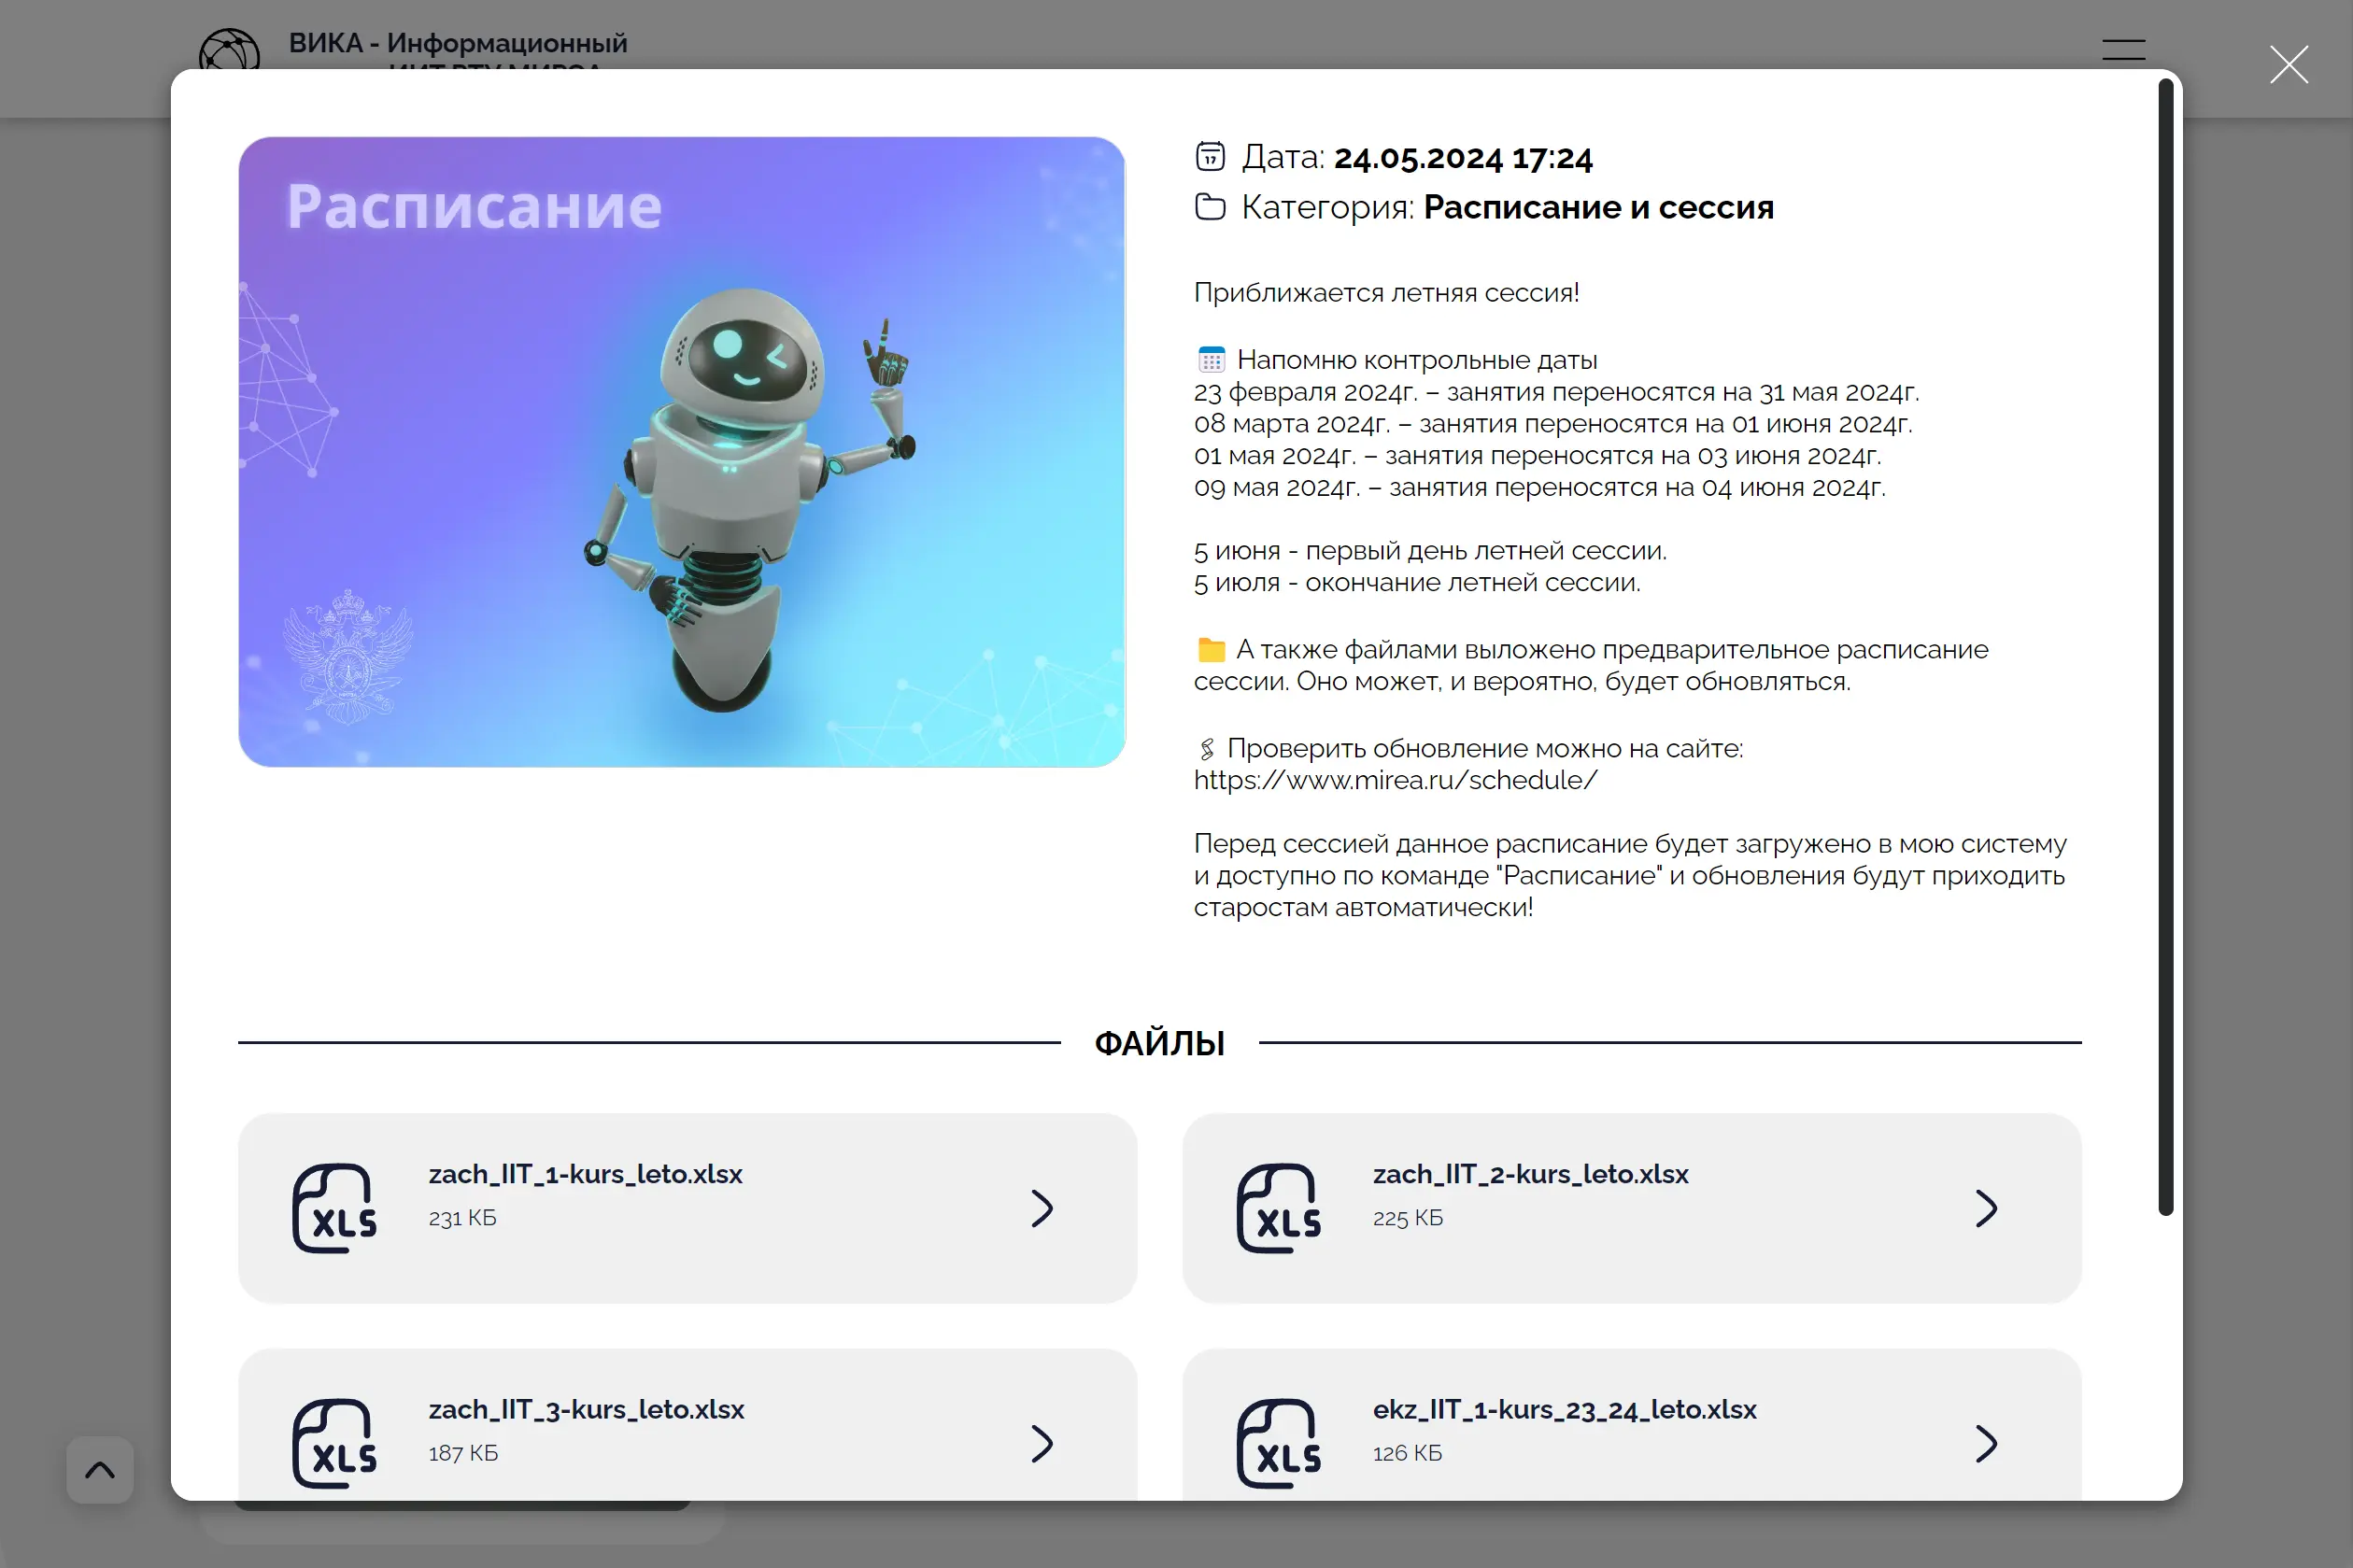 ВИКА - Информационный
Расписание
Дата: 24.05.2024 17:24
Категория: Расписание и сессия
Приближается летняя сессия!
Напомню контрольные даты
23 февраля 2024г. – занятия переносятся на 31 мая 2024г.
08 марта 2024г. – занятия переносятся на 01 июня 2024г.
01 мая 2024г. – занятия переносятся на 03 июня 2024г.
09 мая 2024г. – занятия переносятся на 04 июня 2024г.
5 июня - первый день летней сессии.
5 июля - окончание летней сессии.
А также файлами выложено предварительное расписание
сессии. Оно может, и вероятно, будет обновляться.
Проверить обновление можно на сайте:
https://www.mirea.ru/schedule/
Перед сессией данное расписание будет загружено в мою систему
и доступно по команде "Расписание" и обновления будут приходить
старостам автоматически!
ФАЙЛЫ
XLS
zach_IIT_1-kurs_leto.xlsx
231 КБ
XLS
zach_IIT_2-kurs_leto.xlsx
225 КБ
XLS
zach_IIT_3-kurs_leto.xlsx
187 КБ
XLS
ekz_IIT_1-kurs_23_24_leto.xlsx
126 КБ